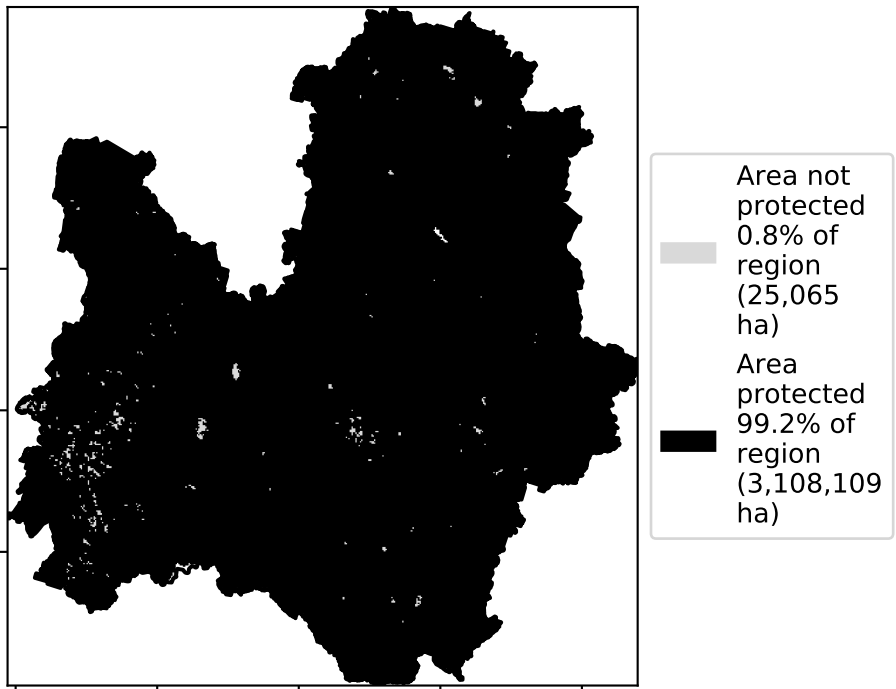 Area not
protected
0.8% of
region
(25,065
ha)
Area
protected
99.2% of
region
(3,108,109
ha)